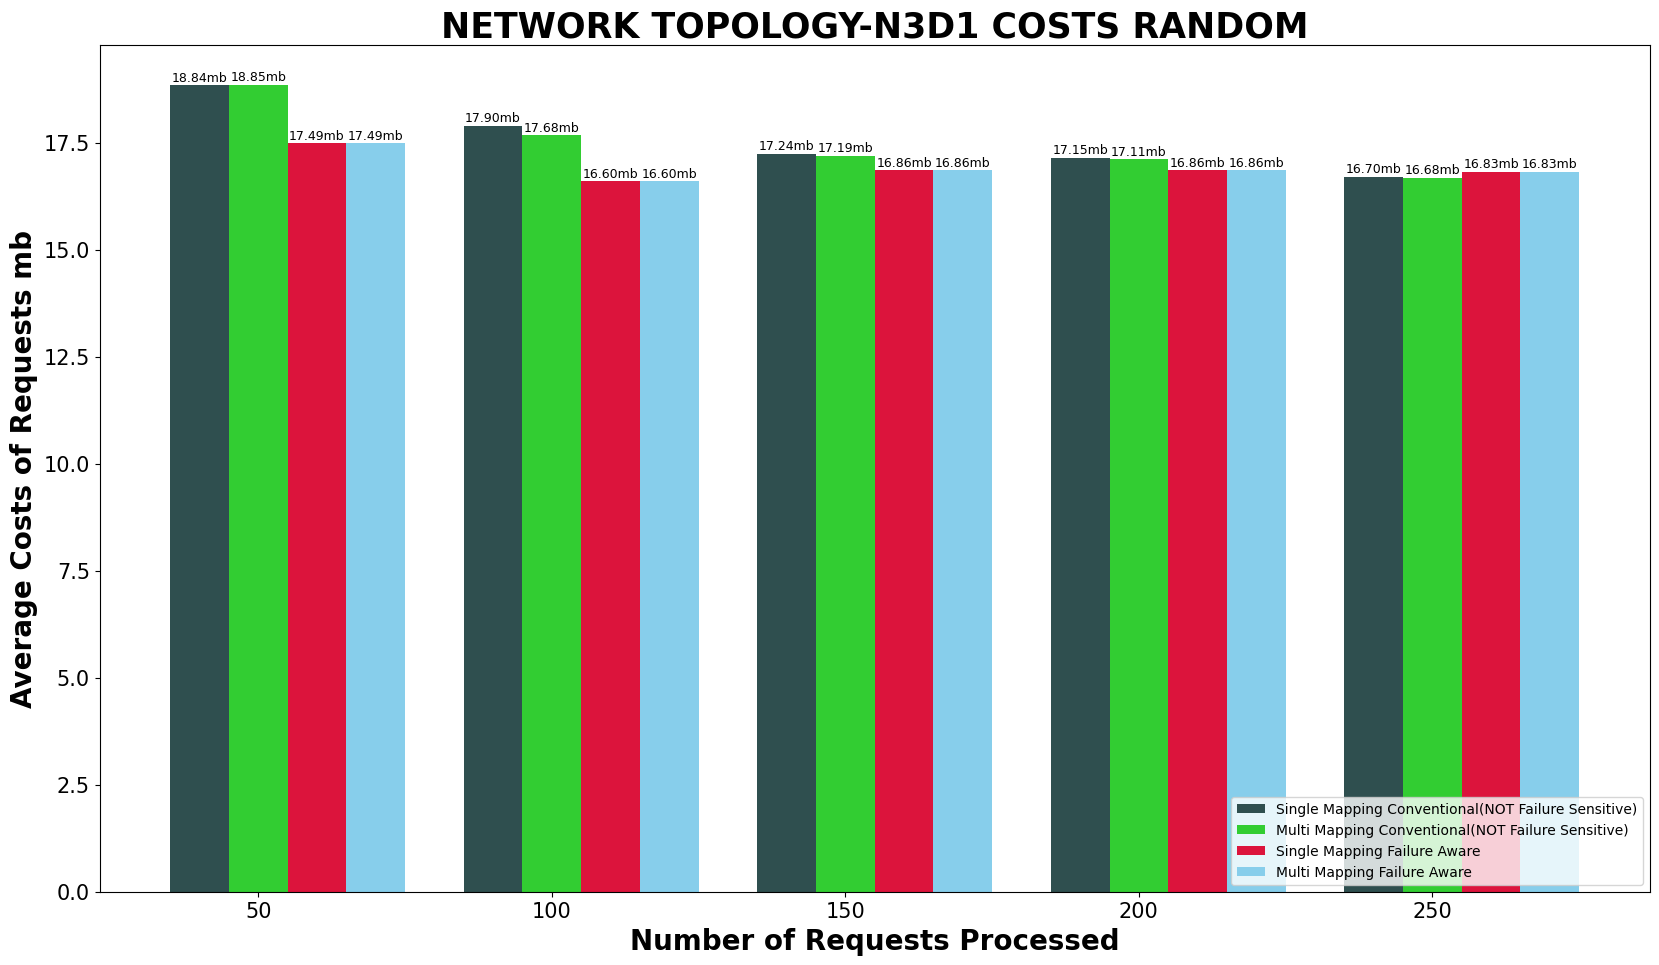 NETWORK TOPOLOGY-N3D1 COSTS RANDOM
Average Costs of Requests mb
17.5
15.0
12.5
10.0
7.5
5.0
2.5
0.0
18.84mb 18.85mb 17.49mb 17.49mb
17.90mb 17.68mb 16.60mb 16.60mb
17.24mb 17.19mb 16.86mb 16.86mb
17.15mb 17.11mb 16.86mb 16.86mb
16.70mb 16.68mb 16.83mb 16.83mb
Single Mapping Conventional(NOT Failure Sensitive)
Multi Mapping Conventional(NOT Failure Sensitive)
Single Mapping Failure Aware
Multi Mapping Failure Aware
50 100 150 200 250
Number of Requests Processed